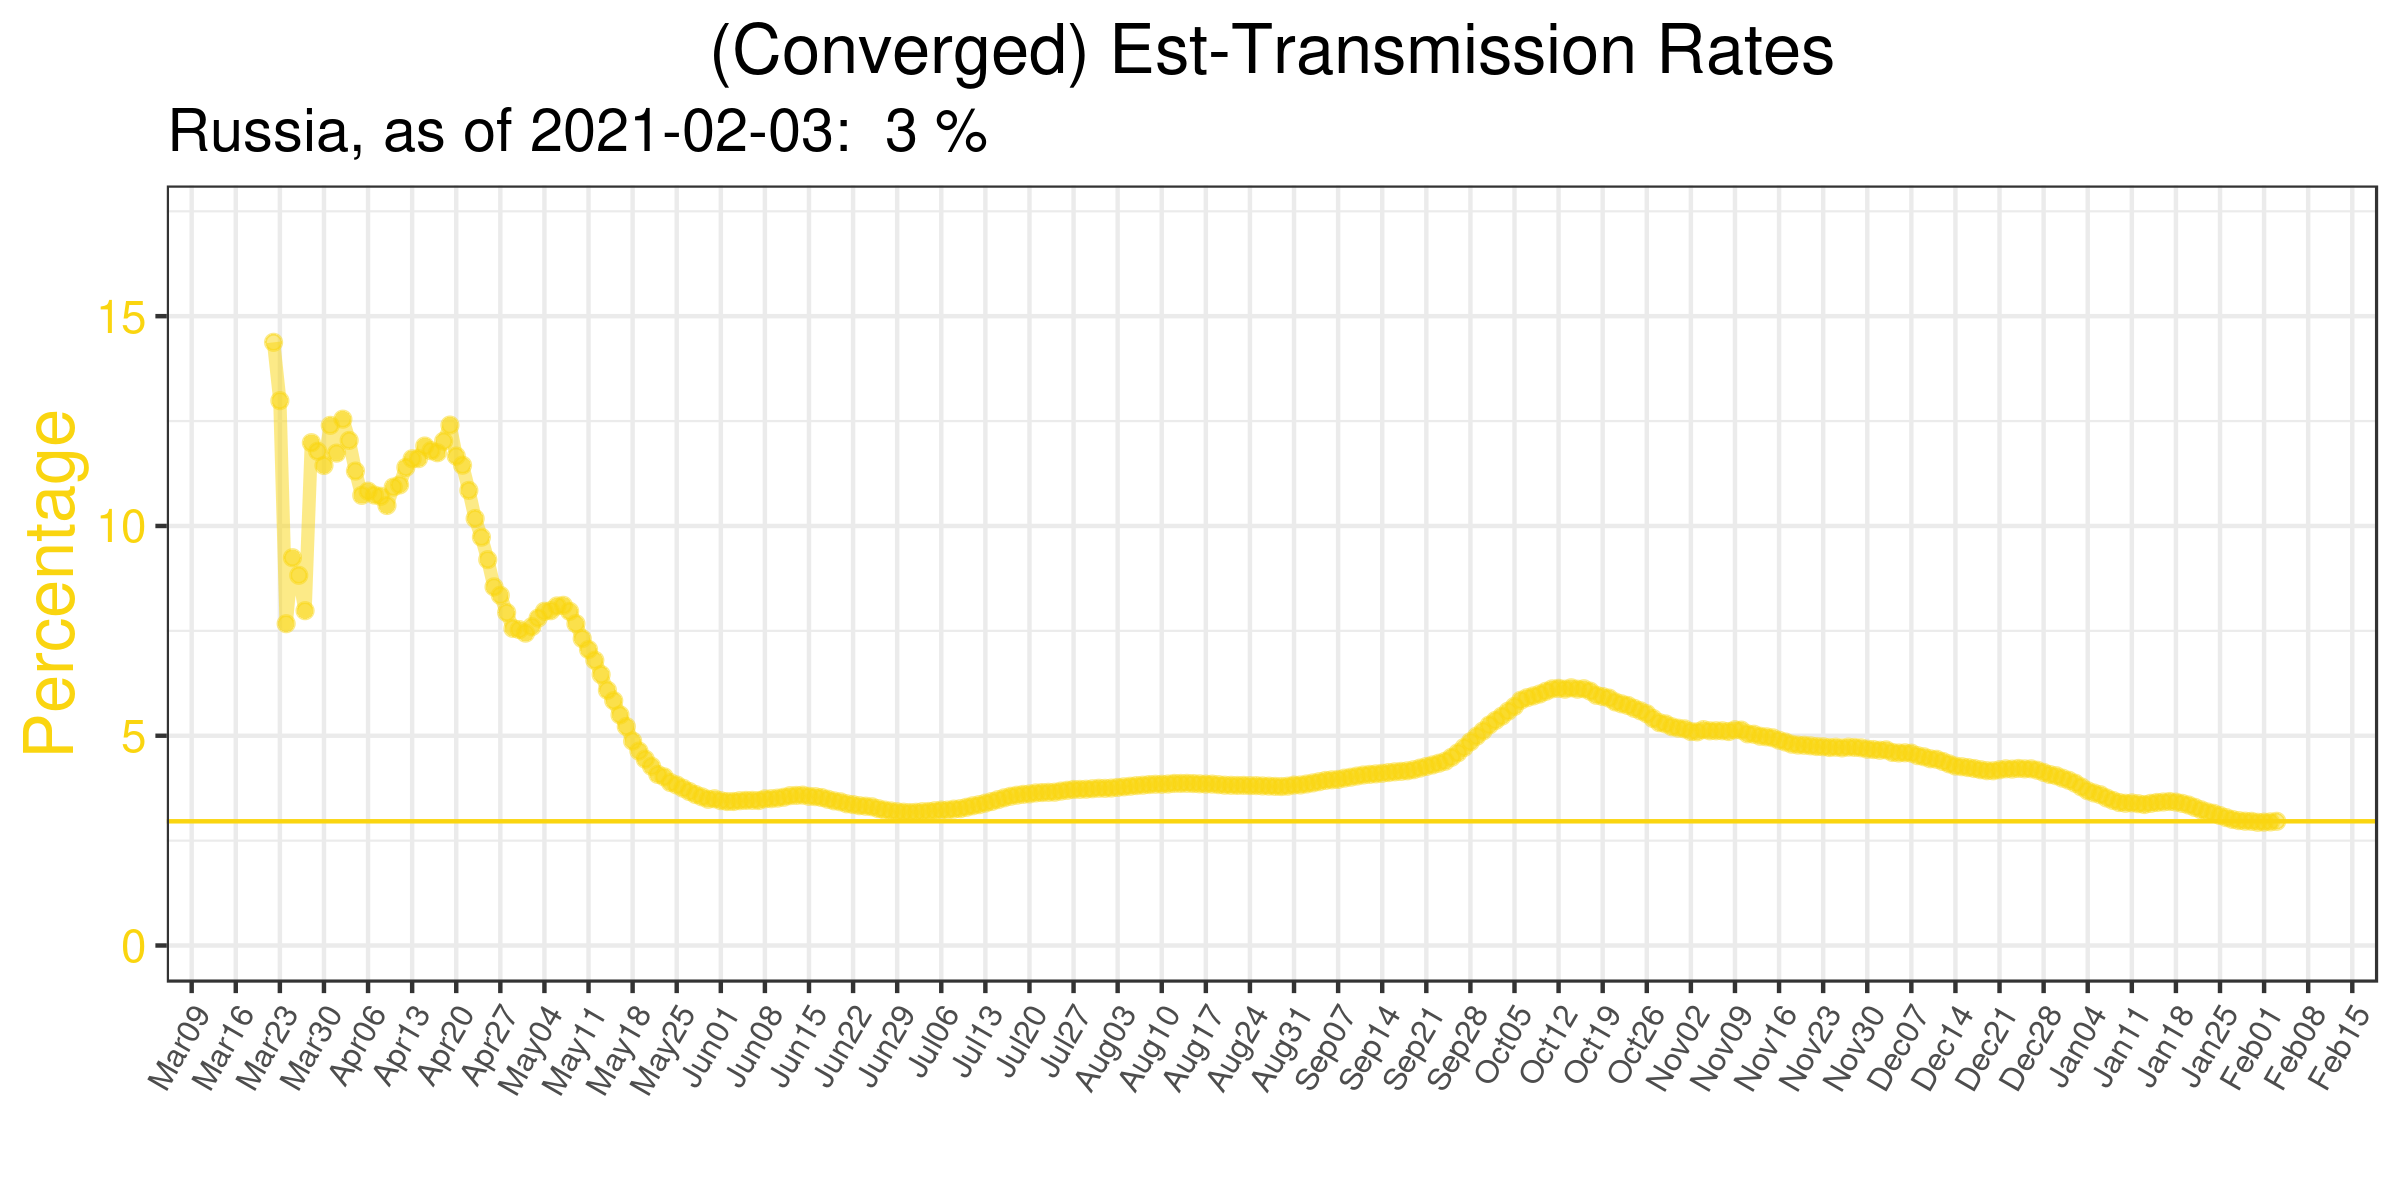 (Converged) Est-Transmission Rates
Russia, as of 2021-02-03:  3 %
Percentage
15
10
5
0
Mar09
Mar16
Mar23
Mar30
Apr06
Apr13
Apr20
Apr27
May04
May11
May18
May25
Jun01
Jun08
Jun15
Jun22
Jun29
Jul06
Jul13
Jul20
Jul27
Aug03
Aug10
Aug17
Aug24
Aug31
Sep07
Sep14
Sep21
Sep28
Oct05
Oct12
Oct19
Oct26
Nov02
Nov09
Nov16
Nov23
Nov30
Dec07
Dec14
Dec21
Dec28
Jan04
Jan11
Jan18
Jan25
Feb01
Feb08
Feb15